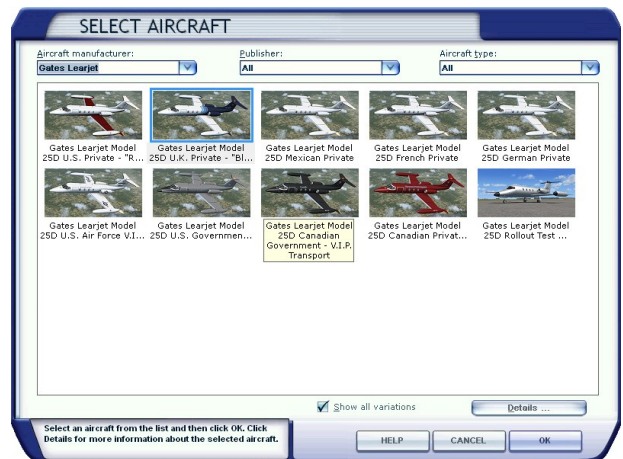 SELECT AIRCRAFT
Aircraft manufacturer:
Publisher:
Aircraft type:
Gates Learjet
All
All
Gates Learjet Model
25D U.S. Private - "R...
Gates Learjet Model
25D U.K. Private - "Bl...
Gates Learjet Model
25D Mexican Private
Gates Learjet Model
25D French Private
Gates Learjet Model
25D German Private
Gates Learjet Model
25D U.S. Air Force V.I...
Gates Learjet Model
25D U.S. Governmen...
Gates Learjet Model
25D Canadian
Government - V.I.P.
Transport
Gates Learjet Model
25D Canadian Privat...
Gates Learjet Model
25D Rollout Test ...
Show all variations
Details ...
Select an aircraft from the list and then click OK. Click
Details for more information about the selected aircraft.
HELP
CANCEL
OK